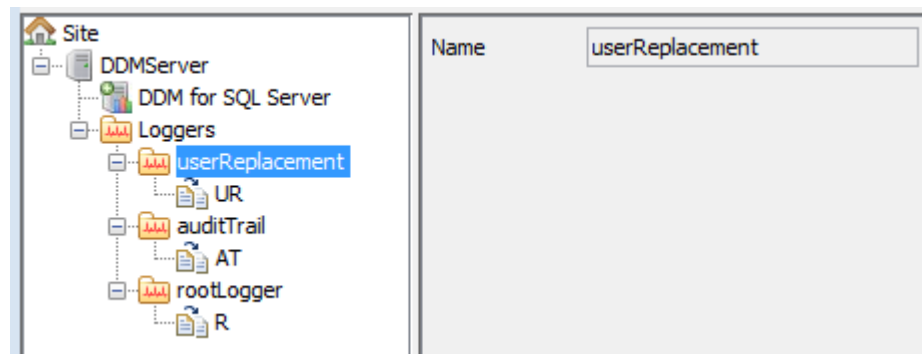 Site
DDMServer
DDM for SQL Server
Loggers
userReplacement
UR
auditTrail
AT
rootLogger
R
Name userReplacement